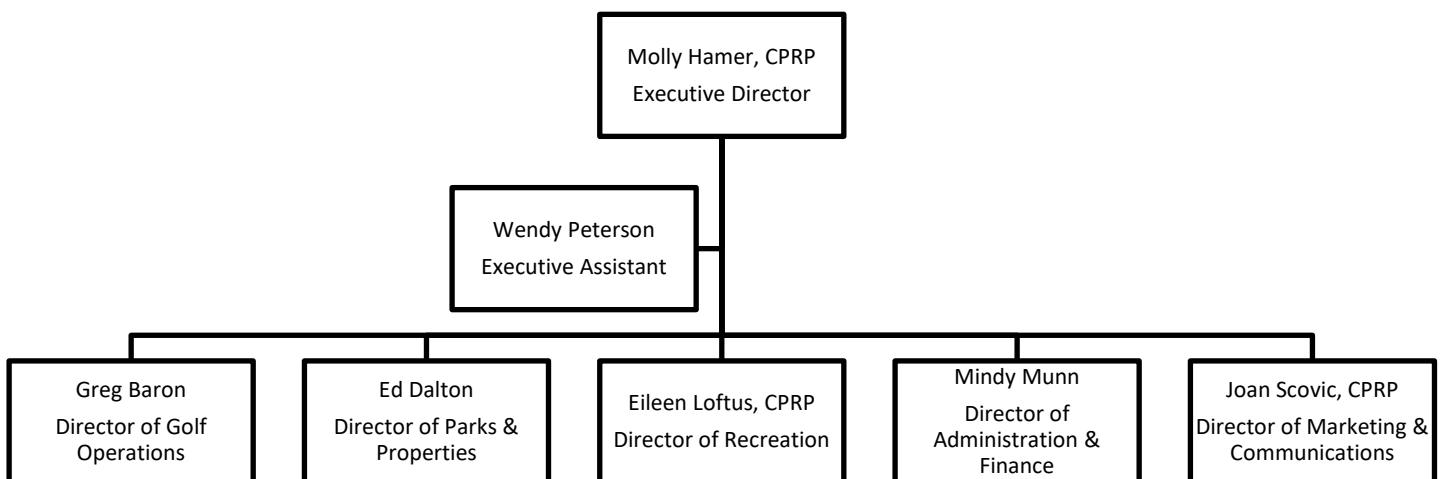 Molly Hamer, CPRP
Executive Director
Wendy Peterson
Executive Assistant
Greg Baron
Director of Golf
Operations
Ed Dalton
Director of Parks &
Properties
Eileen Loftus, CPRP
Director of Recreation
Mindy Munn
Director of
Administration &
Finance
Joan Scovic, CPRP
Director of Marketing &
Communications